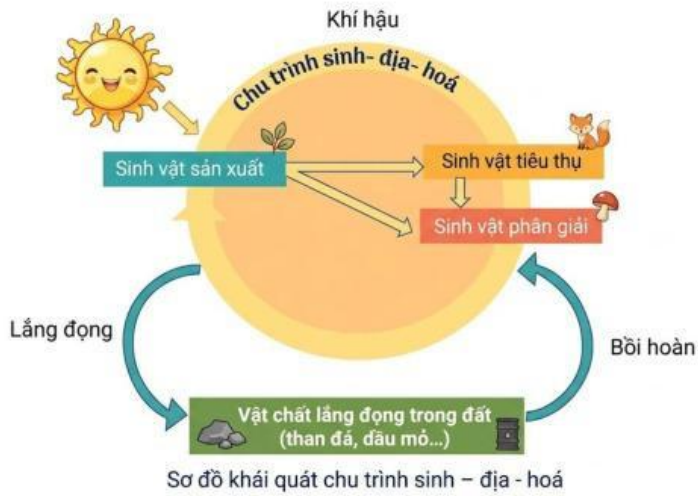 Khí hậu
Chu trình sinh- địa- hoá
Sinh vật sản xuất
Sinh vật tiêu thụ
Sinh vật phân giải
Lắng đọng
Bồi hoàn
Vật chất lắng đọng trong đất
(than đá, dầu mỏ...)
Sơ đồ khái quát chu trình sinh – địa - hoá